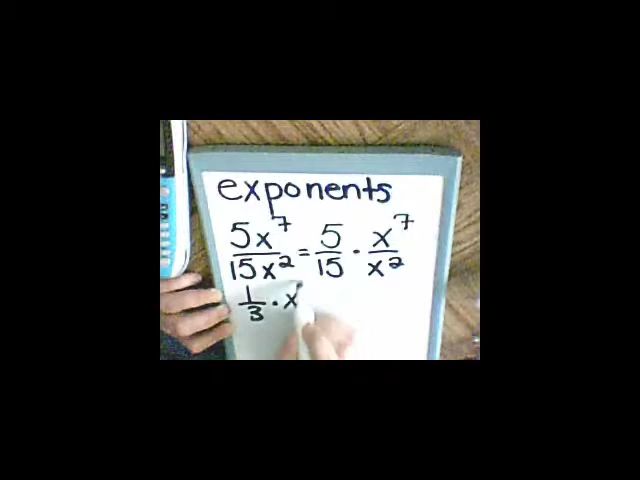 exponents
5x⁷/15x² = 5/15 · x⁷/x²
1/3 · x